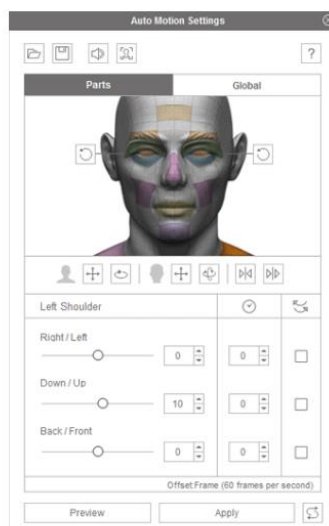 Auto Motion Settings
?
Parts Global
Left Shoulder
Right / Left
0 0
Down / Up
10 0
Back / Front
0 0
Offset:Frame (60 frames per second)
Preview Apply